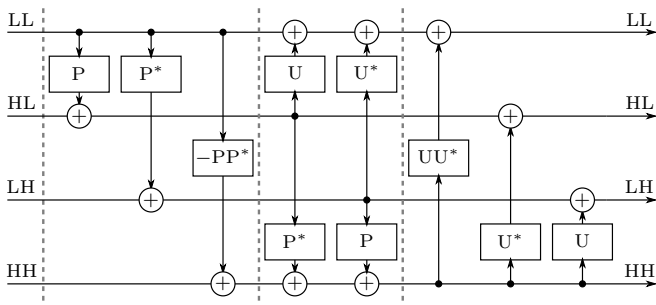 LL LL
P P* U U*
HL HL
−PP* UU*
LH LH
P* P U* U
HH HH